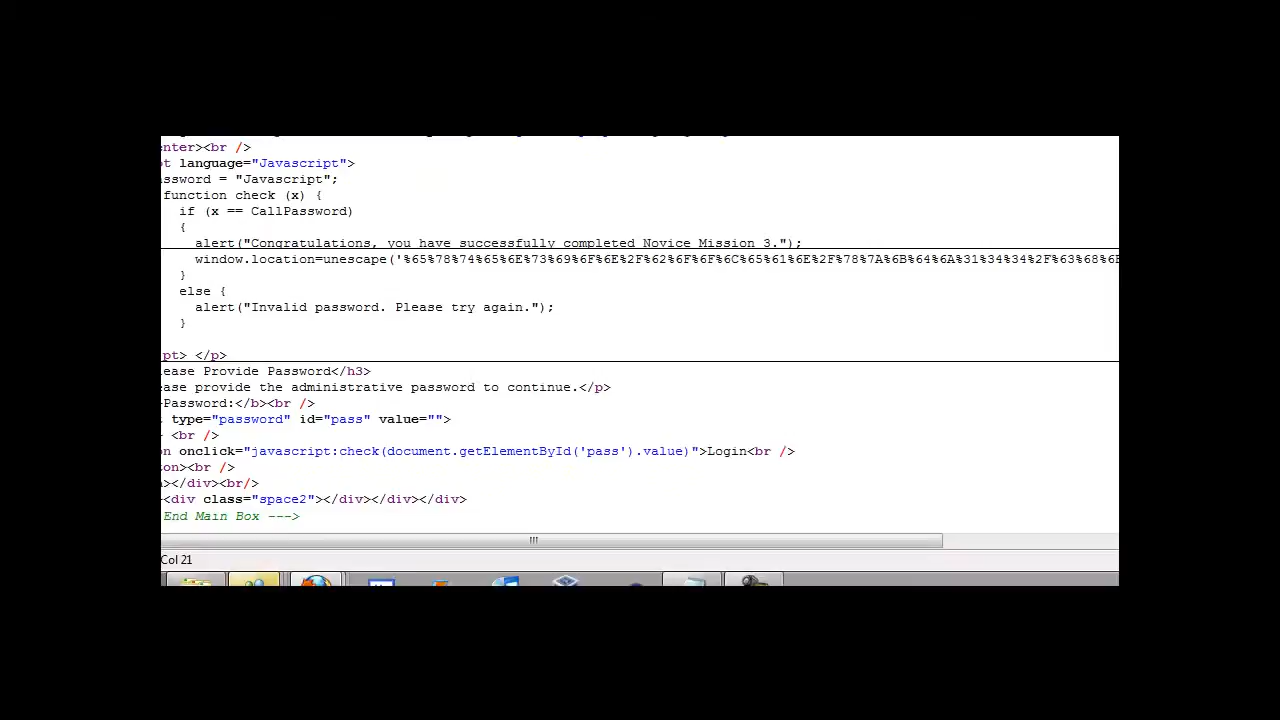 enter><br />
pt language="Javascript">
assword = "Javascript";
function check (x) {
if (x == CallPassword)
{
alert("Congratulations, you have successfully completed Novice Mission 3.");
window.location=unescape('%65%78%74%65%6E%73%69%6F%6E%2F%62%6F%6F%6C%65%61%6E%2F%78%7A%6B%64%6A%31%34%34%2F%63%68%6E
}
else {
alert("Invalid password. Please try again.");
}
pt> </p>
ease Provide Password</h3>
ease provide the administrative password to continue.</p>
>Password:</b><br />
t type="password" id="pass" value="">
- <br />
on onclick="javascript:check(document.getElementById('pass').value)">Login<br />
ton><br />
></div><br/>
<div class="space2"></div></div></div>
End Main Box --->
Col 21